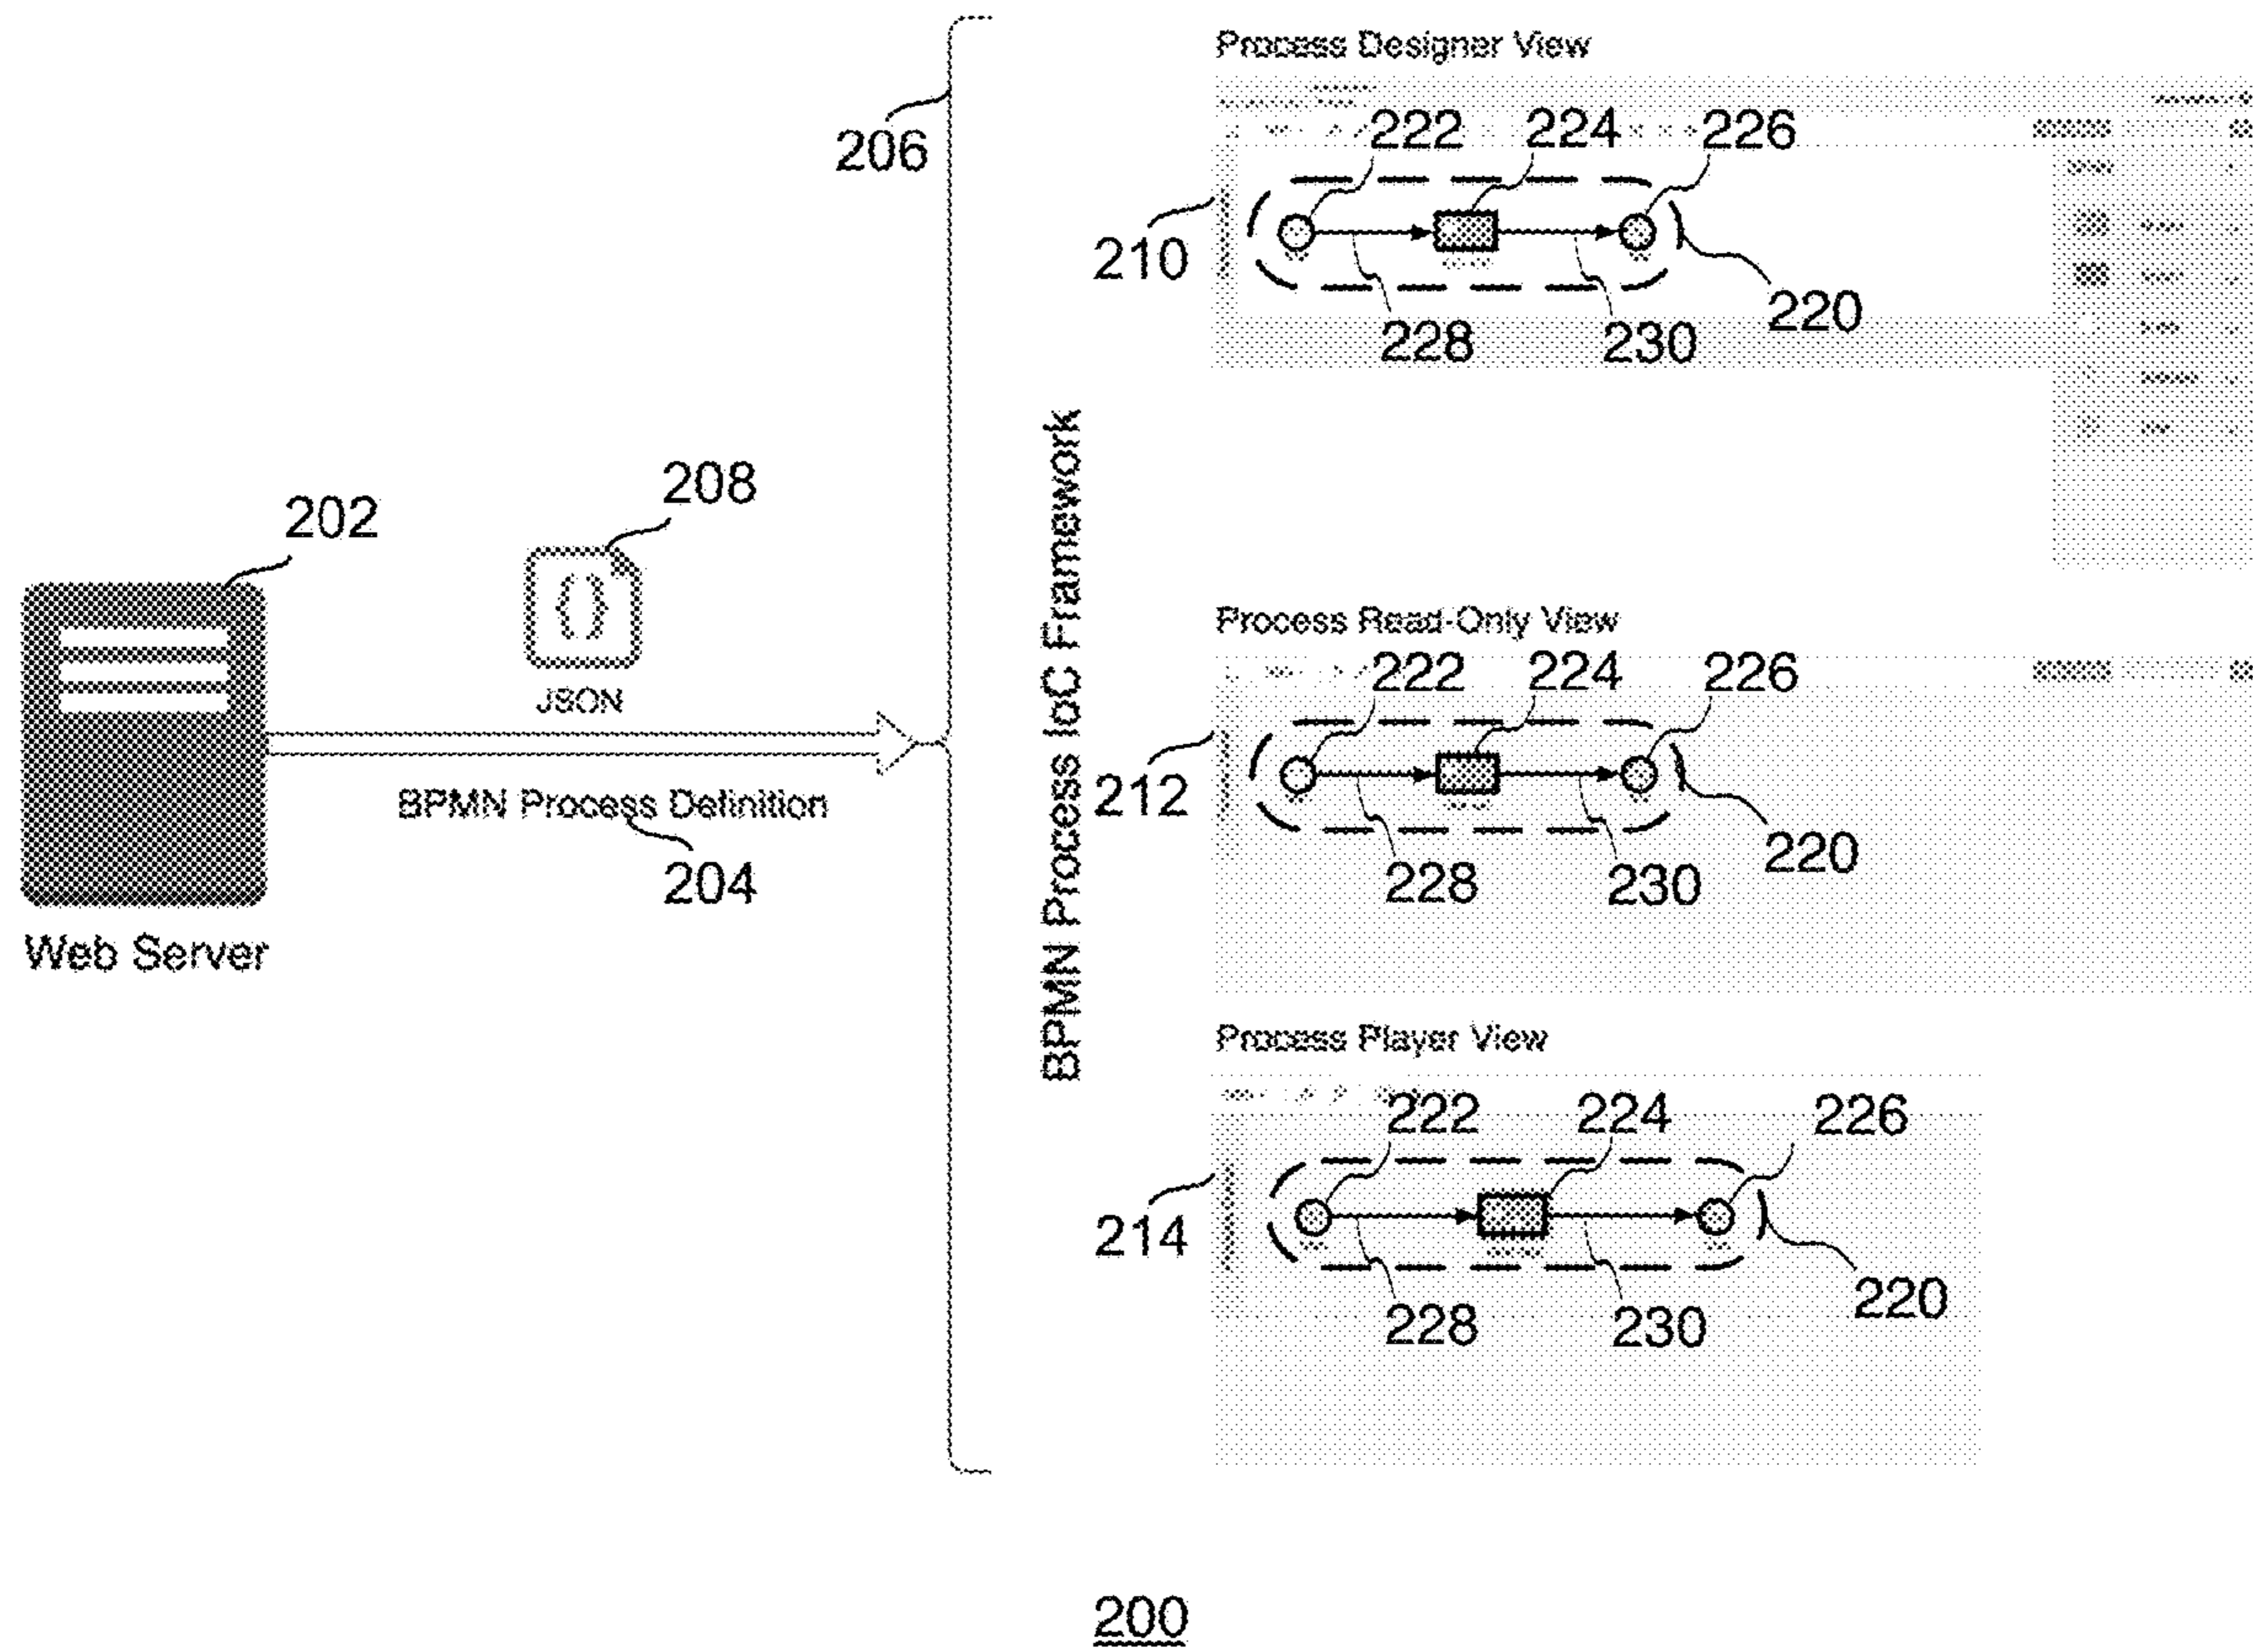 206
202
208
{}
JSON
BPMN Process Definition
204
Web Server
BPMN Process IoC Framework
Process Designer View
222 224 226
210
228 230 220
Process Read-Only View
222 224 226
212
228 230 220
Process Player View
222 224 226
214
228 230 220
200